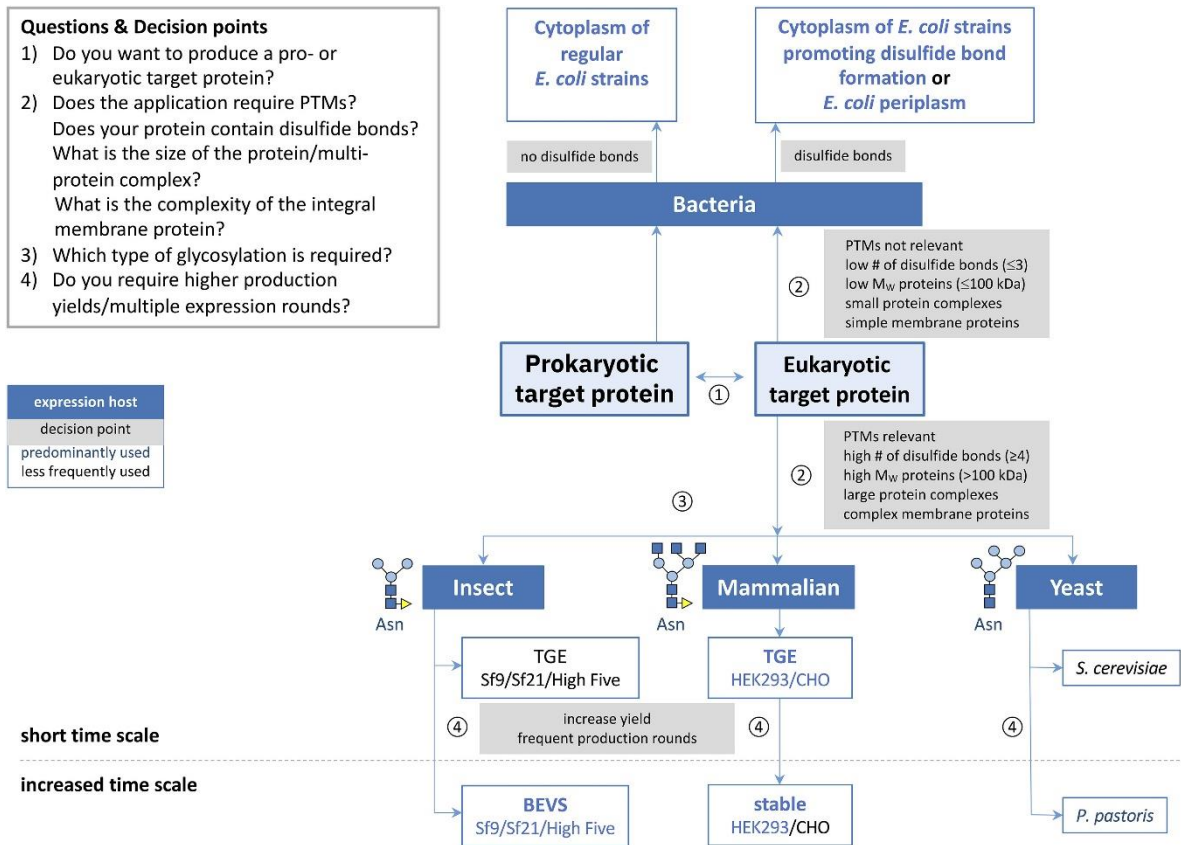 Questions & Decision points
1) Do you want to produce a pro- or
eukaryotic target protein?
2) Does the application require PTMs?
Does your protein contain disulfide bonds?
What is the size of the protein/multi-
protein complex?
What is the complexity of the integral
membrane protein?
3) Which type of glycosylation is required?
4) Do you require higher production
yields/multiple expression rounds?
Cytoplasm of
regular
E. coli strains
Cytoplasm of E. coli strains
promoting disulfide bond
formation or
E. coli periplasm
no disulfide bonds
disulfide bonds
Bacteria
②
PTMs not relevant
low # of disulfide bonds (≤3)
low MW proteins (≤100 kDa)
small protein complexes
simple membrane proteins
Prokaryotic
target protein
①
Eukaryotic
target protein
expression host
decision point
predominantly used
less frequently used
②
PTMs relevant
high # of disulfide bonds (≥4)
high MW proteins (>100 kDa)
large protein complexes
complex membrane proteins
③
Asn
Insect
Asn
Mammalian
Asn
Yeast
TGE
Sf9/Sf21/High Five
TGE
HEK293/CHO
S. cerevisiae
④
increase yield
frequent production rounds
④
④
short time scale
increased time scale
BEVS
Sf9/Sf21/High Five
stable
HEK293/CHO
P. pastoris